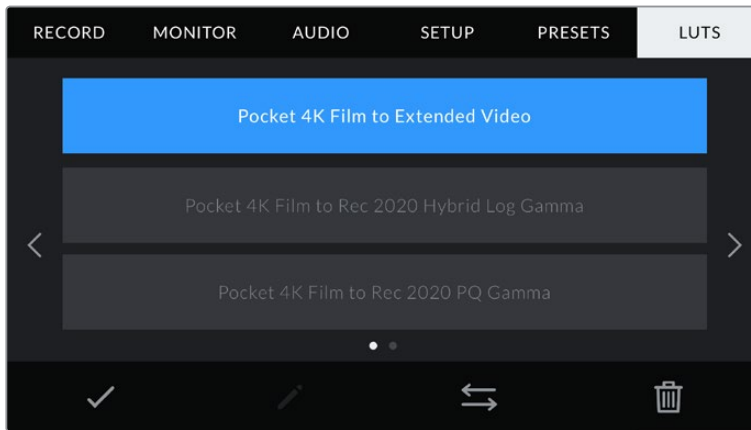 RECORD MONITOR AUDIO SETUP PRESETS LUTS
Pocket 4K Film to Extended Video
Pocket 4K Film to Rec 2020 Hybrid Log Gamma
Pocket 4K Film to Rec 2020 PQ Gamma